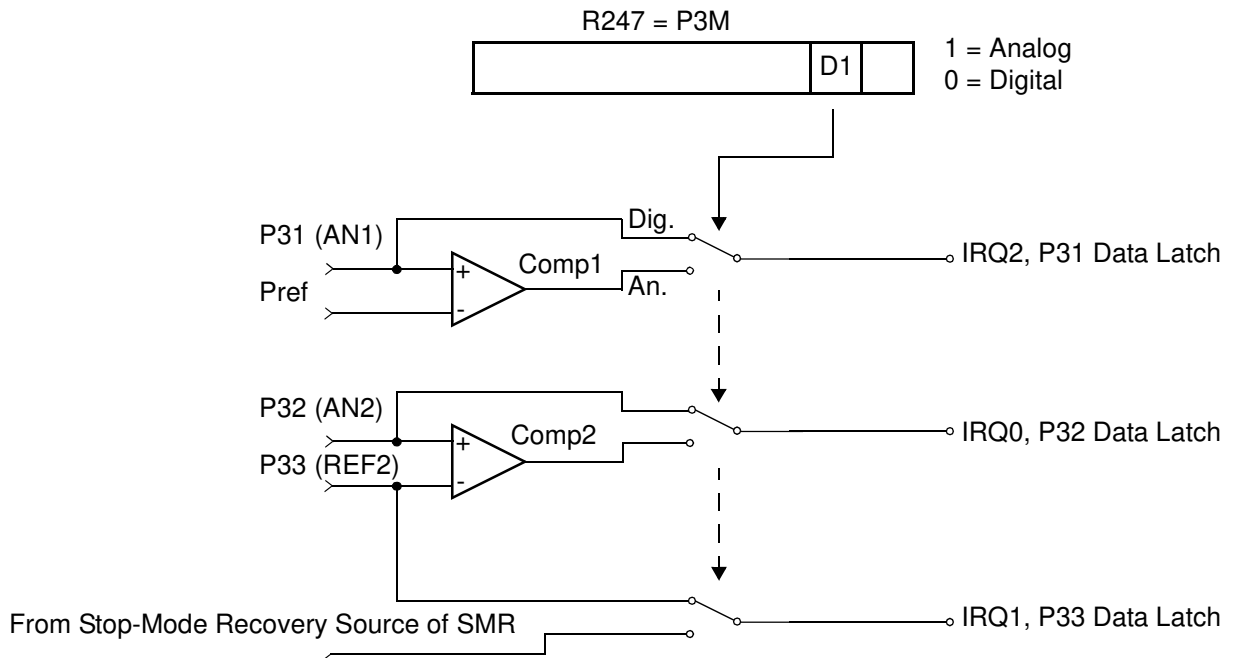 R247 = P3M
D1
1 = Analog
0 = Digital
Dig.
P31 (AN1)
+
Comp1
IRQ2, P31 Data Latch
Pref
-
An.
P32 (AN2)
+
Comp2
IRQ0, P32 Data Latch
P33 (REF2)
-
From Stop-Mode Recovery Source of SMR
IRQ1, P33 Data Latch